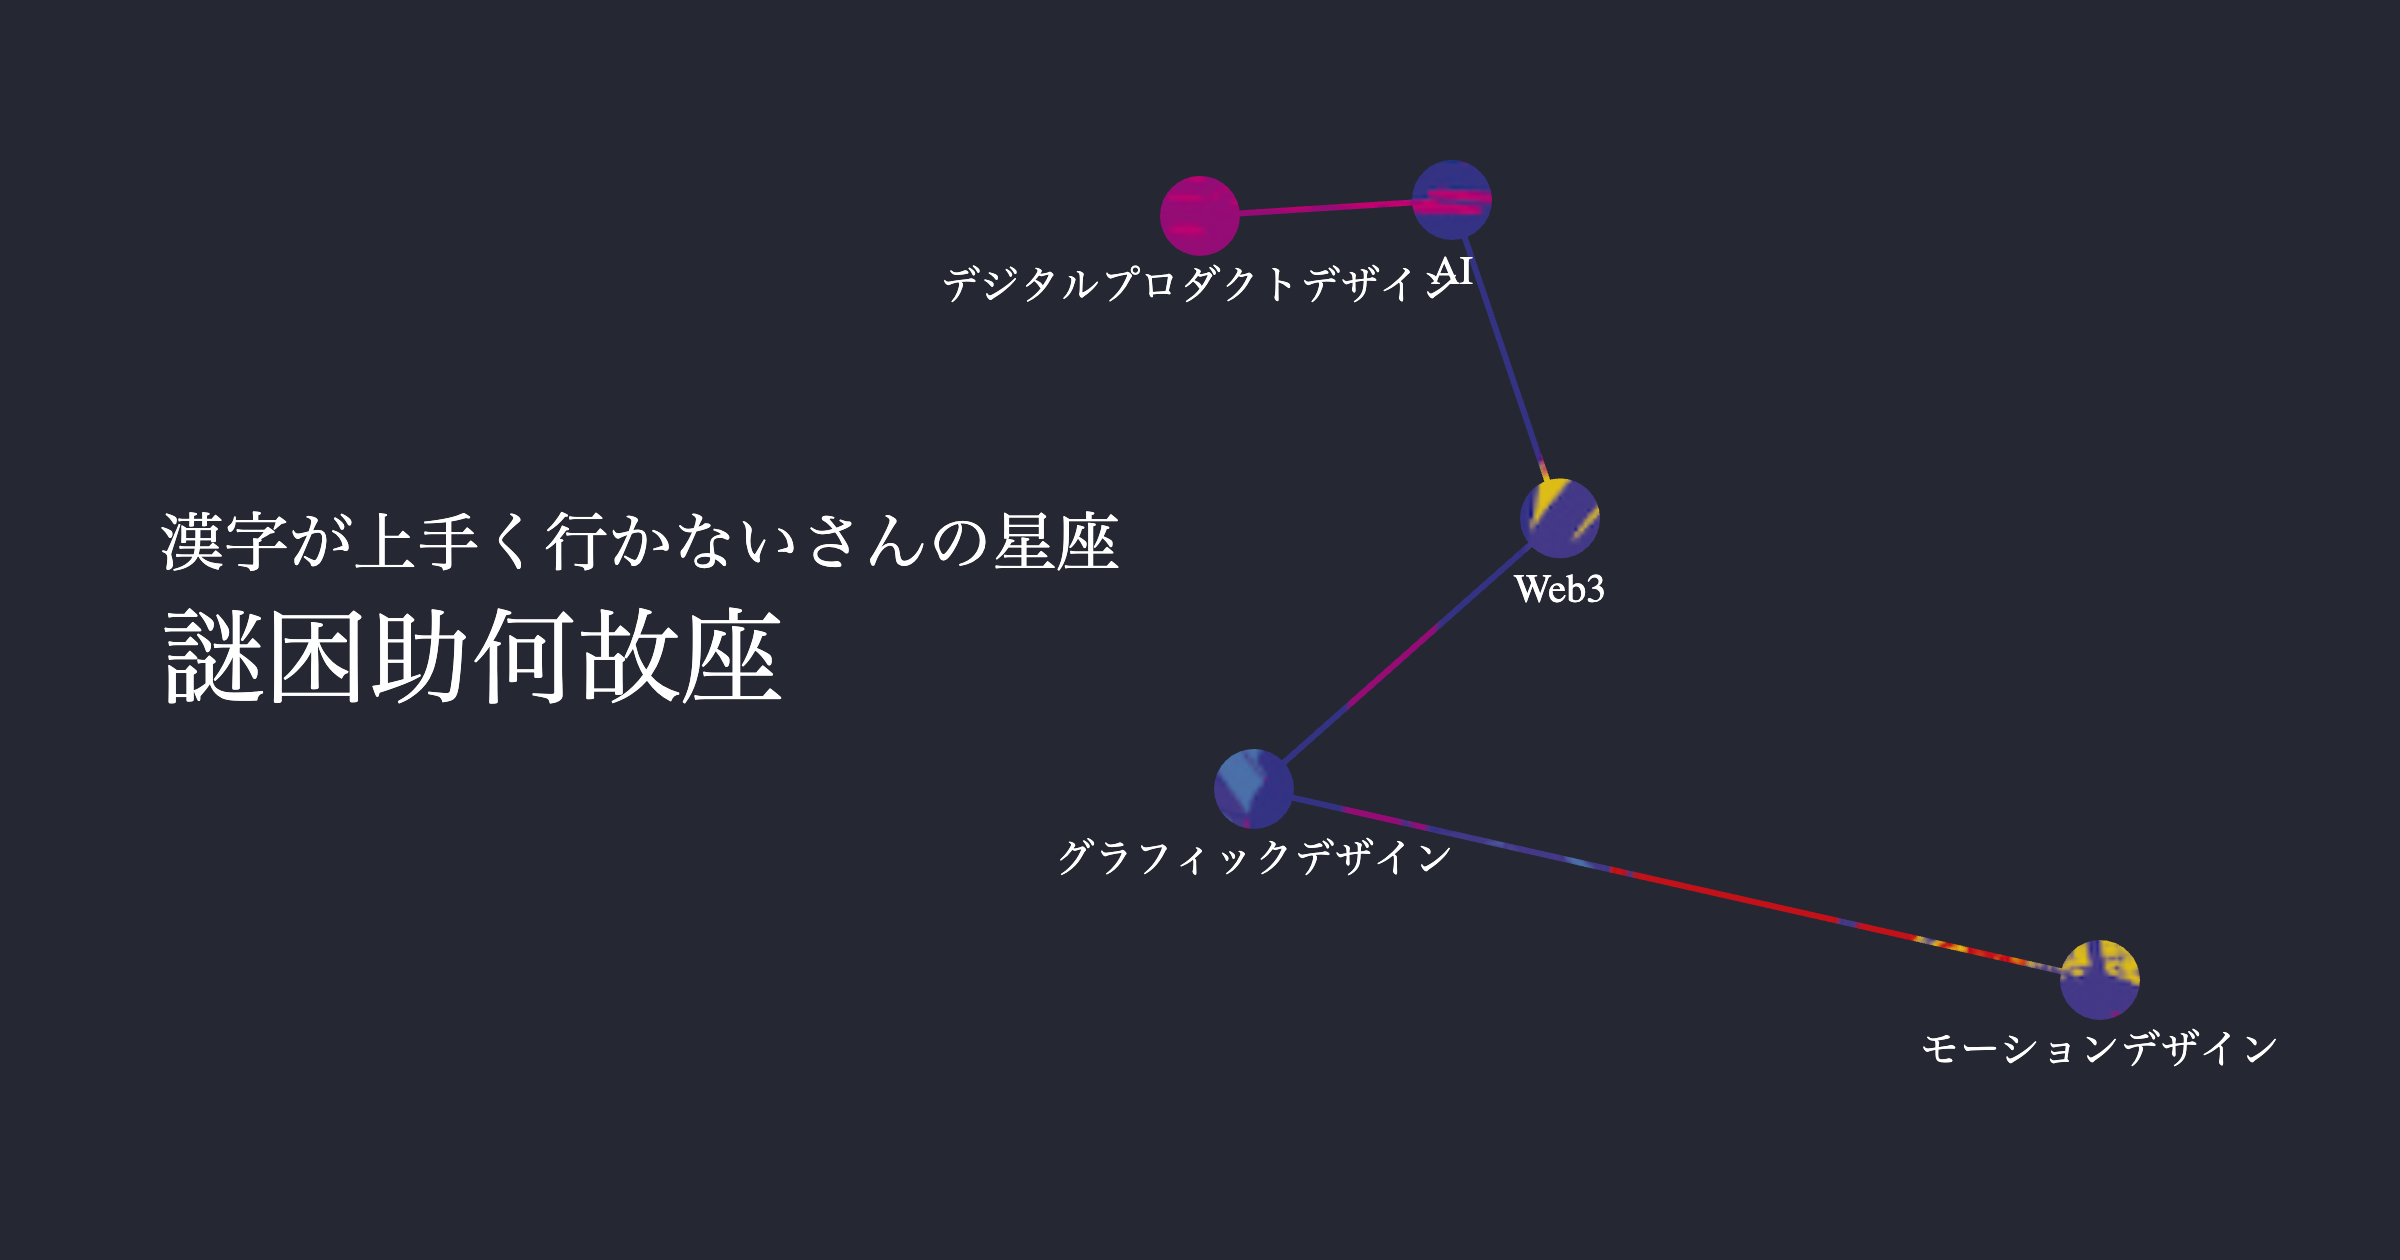 漢字が上手く行かないさんの星座
謎困助何故座
デジタルプロダクトデザイン
AI
Web3
グラフィックデザイン
モーションデザイン